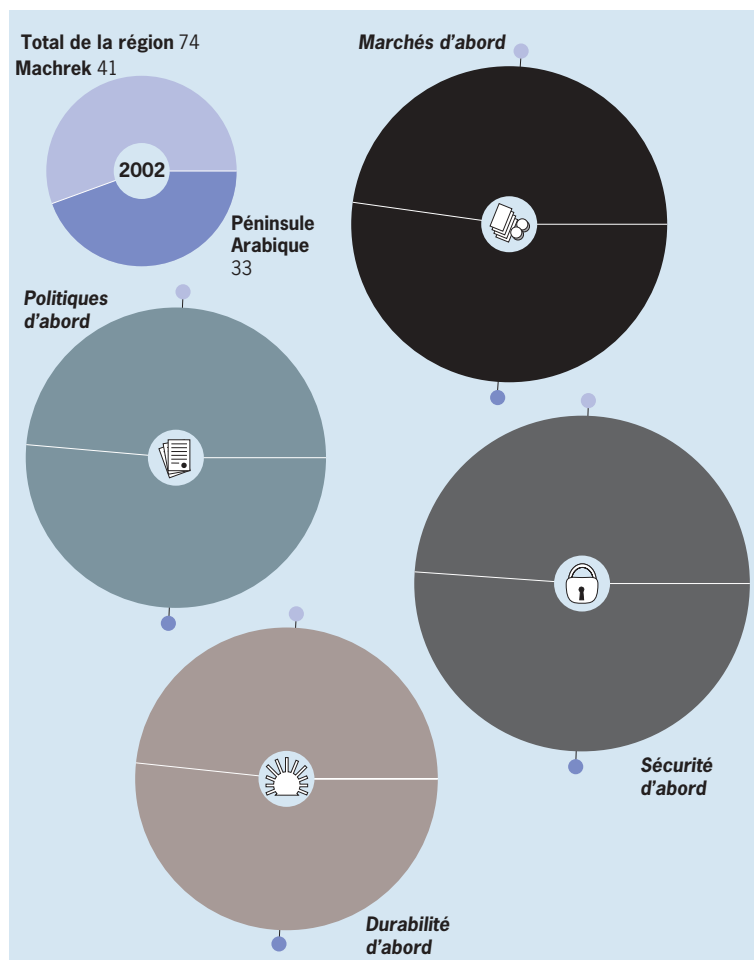 Total de la région 74
Machrek 41
2002
Péninsule
Arabique
33
Marchés d'abord
Politiques
d'abord
Sécurité
d'abord
Durabilité
d'abord